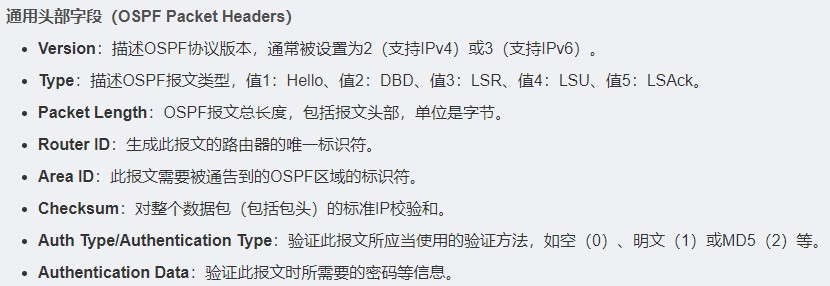 通用头部字段（OSPF Packet Headers）
• Version：描述OSPF协议版本，通常被设置为2（支持IPv4）或3（支持IPv6）。
• Type：描述OSPF报文类型，值1：Hello、值2：DBD、值3：LSR、值4：LSU、值5：LSAck。
• Packet Length：OSPF报文总长度，包括报文头部，单位是字节。
• Router ID：生成此报文的路由器的唯一标识符。
• Area ID：此报文需要被通告到的OSPF区域的标识符。
• Checksum：对整个数据包（包括包头）的标准IP校验和。
• Auth Type/Authentication Type：验证此报文所应当使用的验证方法，如空（0）、明文（1）或MD5（2）等。
• Authentication Data：验证此报文时所需要的密码等信息。